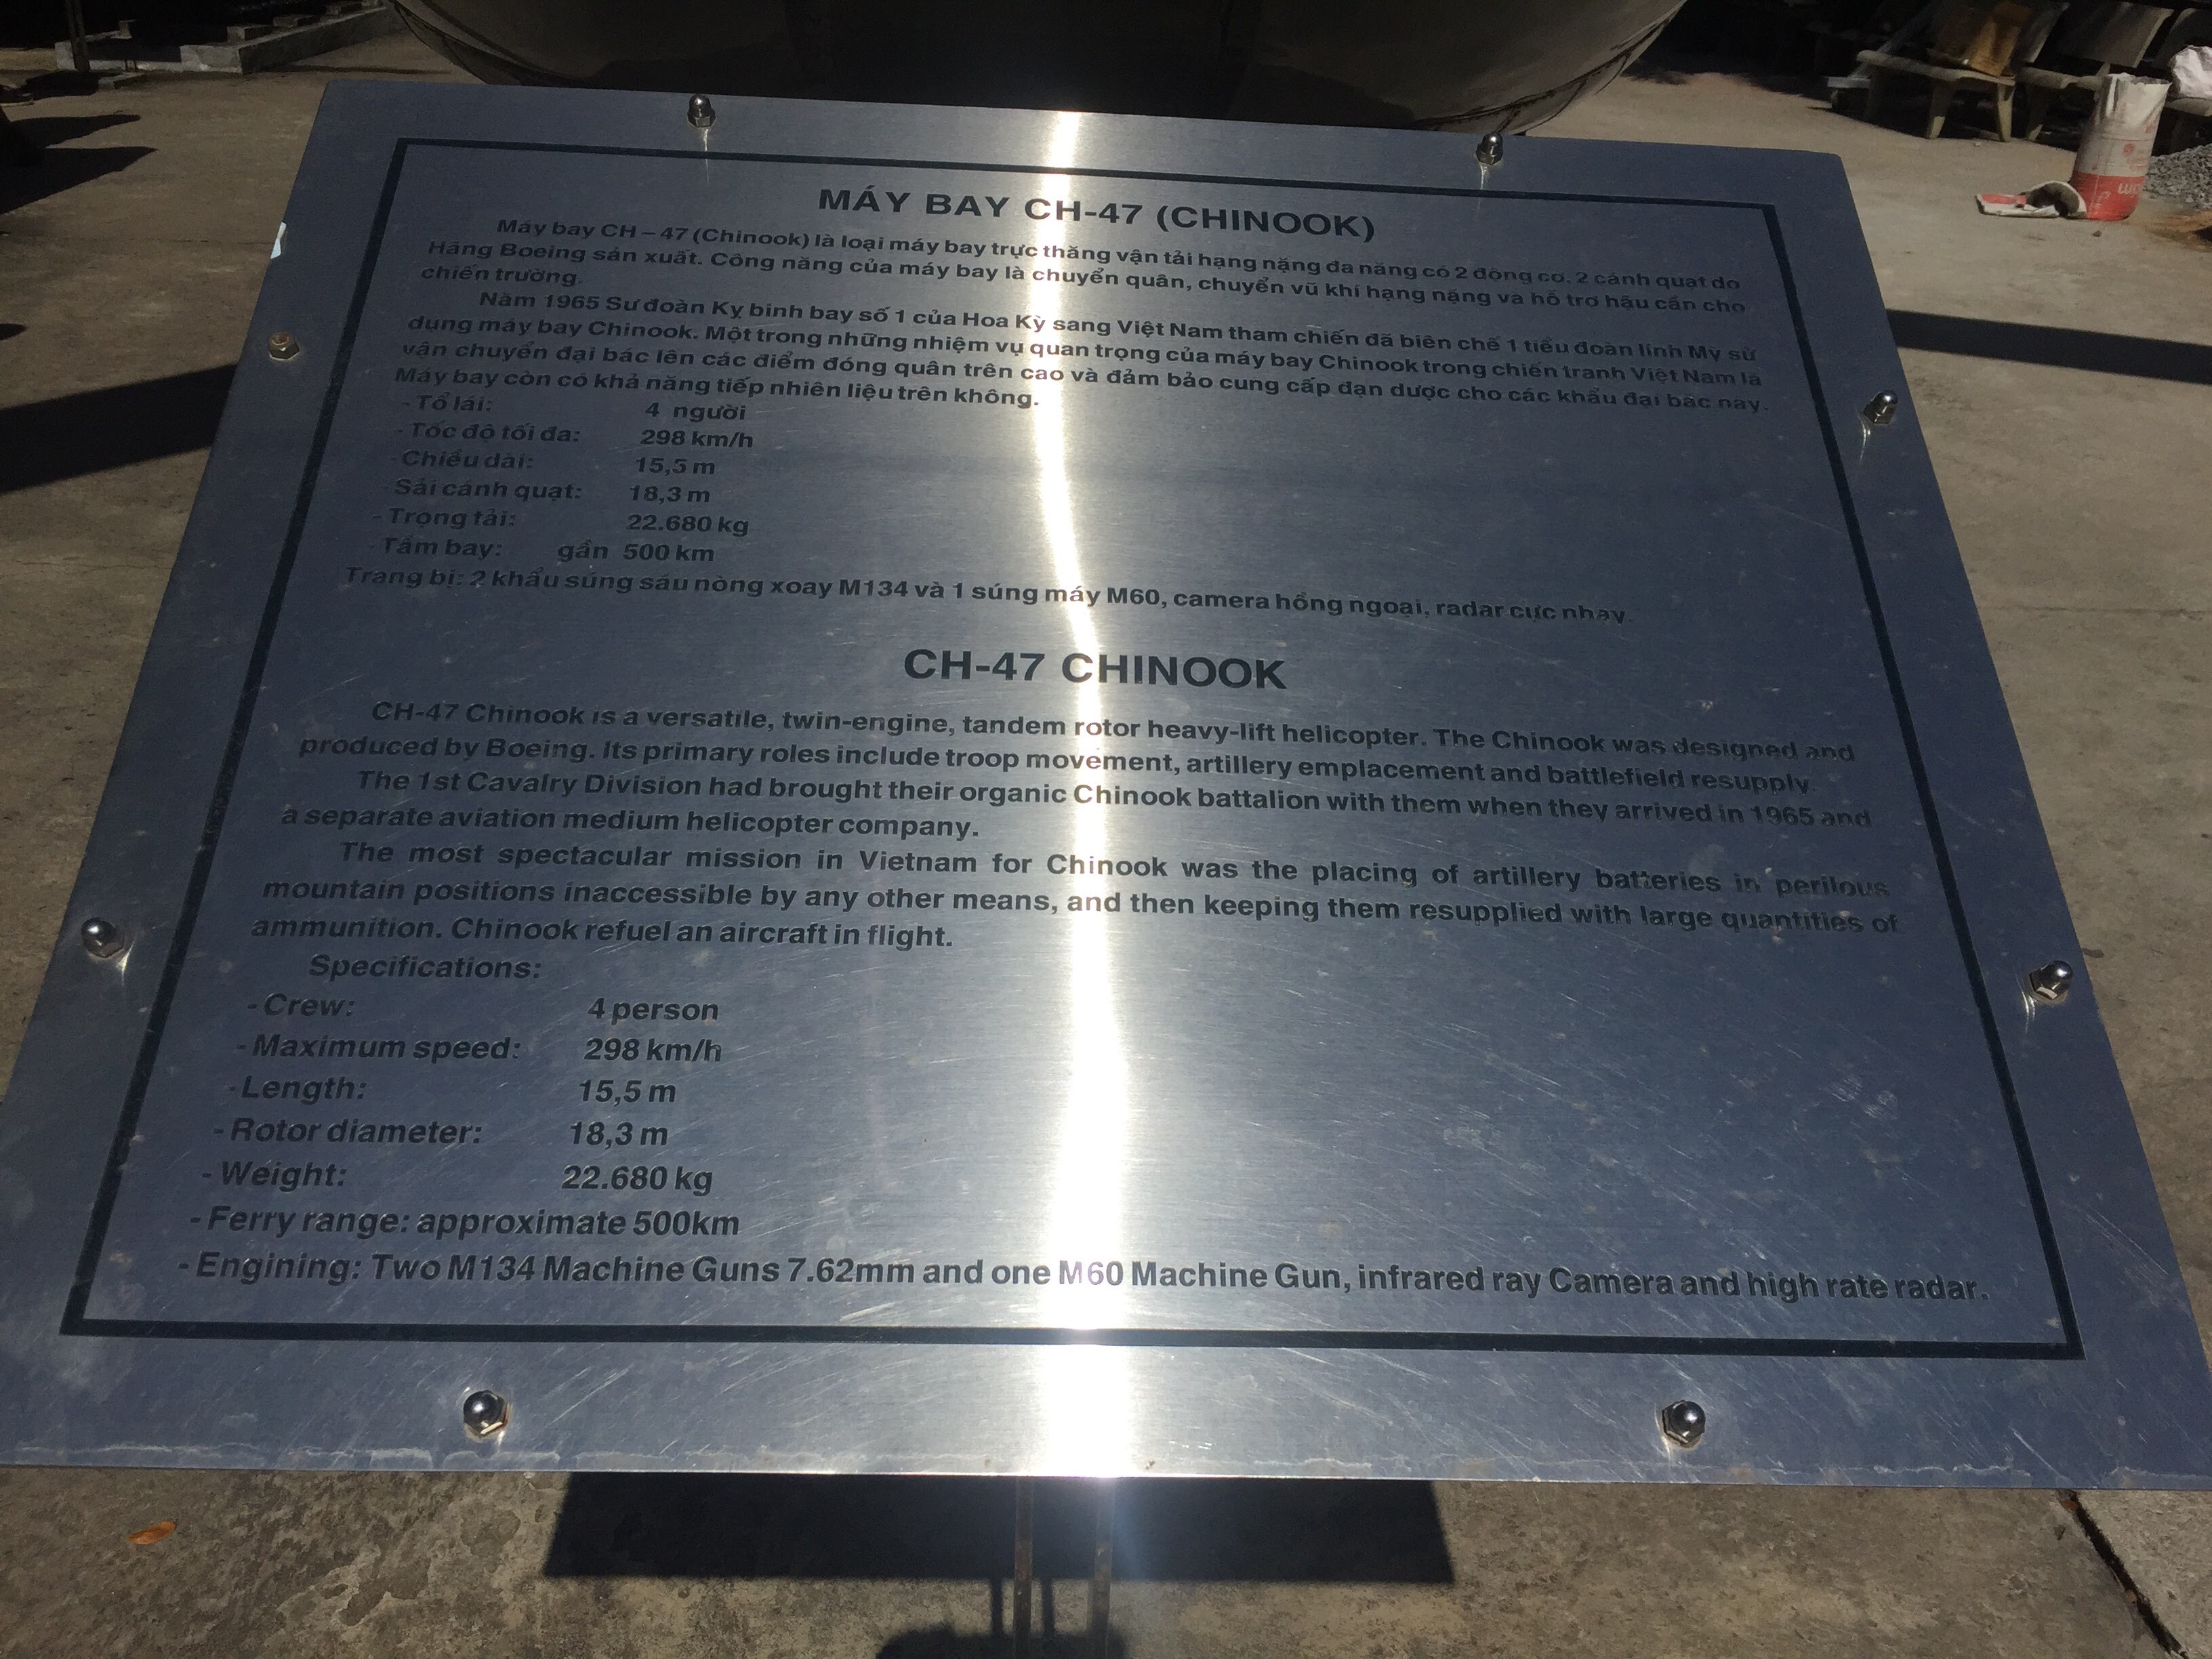 MÁY BAY CH-47 (CHINOOK)
Máy bay CH – 47 (Chinook) là loại máy bay trực thăng vận tải hạng nặng đa năng có 2 động cơ, 2 cánh quạt do
Hãng Boeing sản xuất. Công năng của máy bay là chuyển quân, chuyển vũ khí hạng nặng và hỗ trợ hậu cần cho
chiến trường.
Năm 1965 Sư đoàn Kỵ binh bay số 1 của Hoa Kỳ sang Việt Nam tham chiến đã biên chế 1 tiểu đoàn lính Mỹ sử
dụng máy bay Chinook. Một trong những nhiệm vụ quan trọng của máy bay Chinook trong chiến tranh Việt Nam là
vận chuyển đại bác lên các điểm đóng quân trên cao và đảm bảo cung cấp đạn dược cho các khẩu đại bác này.
Máy bay còn có khả năng tiếp nhiên liệu trên không.
- Tổ lái: 4 người
- Tốc độ tối đa: 298 km/h
- Chiều dài: 15,5 m
- Sải cánh quạt: 18,3 m
- Trọng tải: 22.680 kg
- Tầm bay: gần 500 km
Trang bị: 2 khẩu súng sáu nòng xoay M134 và 1 súng máy M60, camera hồng ngoại, radar cực nhạy
CH-47 CHINOOK
CH-47 Chinook is a versatile, twin-engine, tandem rotor heavy-lift helicopter. The Chinook was designed and
produced by Boeing. Its primary roles include troop movement, artillery emplacement and battlefield resupply.
The 1st Cavalry Division had brought their organic Chinook battalion with them when they arrived in 1965 and
a separate aviation medium helicopter company.
The most spectacular mission in Vietnam for Chinook was the placing of artillery batteries in perilous
mountain positions inaccessible by any other means, and then keeping them resupplied with large quantities of
ammunition. Chinook refuel an aircraft in flight.
Specifications:
- Crew: 4 person
- Maximum speed: 298 km/h
- Length: 15,5 m
- Rotor diameter: 18,3 m
- Weight: 22.680 kg
- Ferry range: approximate 500km
- Engining: Two M134 Machine Guns 7.62mm and one M60 Machine Gun, infrared ray Camera and high rate radar.